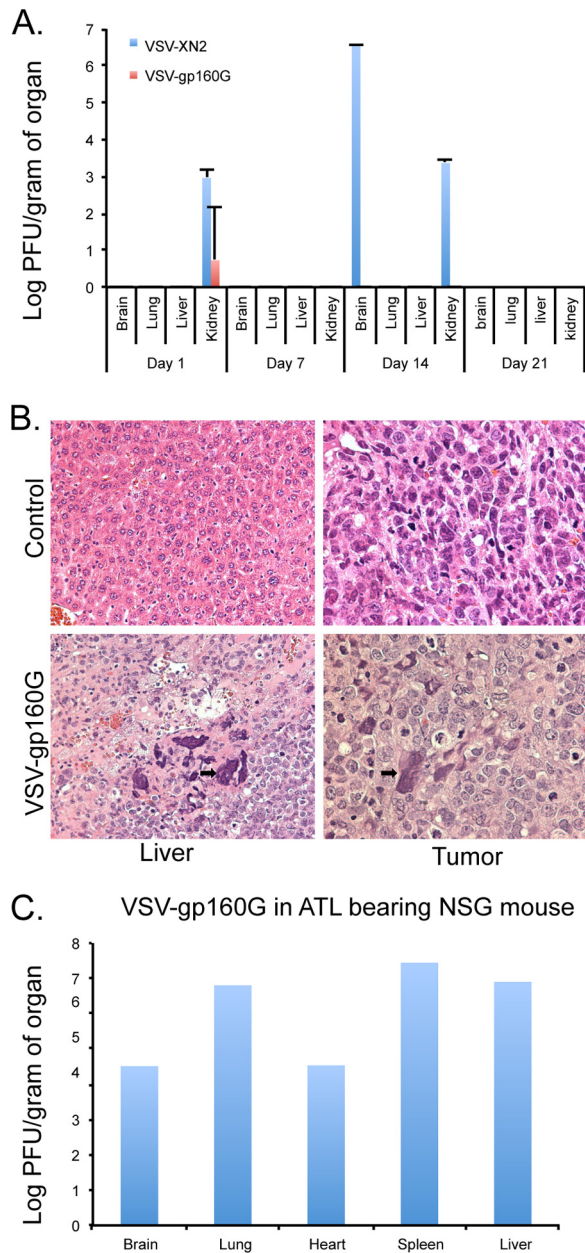 A.
Log PFU/gram of organ
7
6
5
4
3
2
1
0
VSV-XN2
VSV-gp160G
Brain
Lung
Liver
Kidney
Brain
Lung
Liver
Kidney
Brain
Lung
Liver
Kidney
brain
lung
liver
kidney
Day 1
Day 7
Day 14
Day 21
B.
Control
VSV-gp160G
Liver
Tumor
C.
VSV-gp160G in ATL bearing NSG mouse
Log PFU/gram of organ
8
7
6
5
4
3
2
1
0
Brain
Lung
Heart
Spleen
Liver